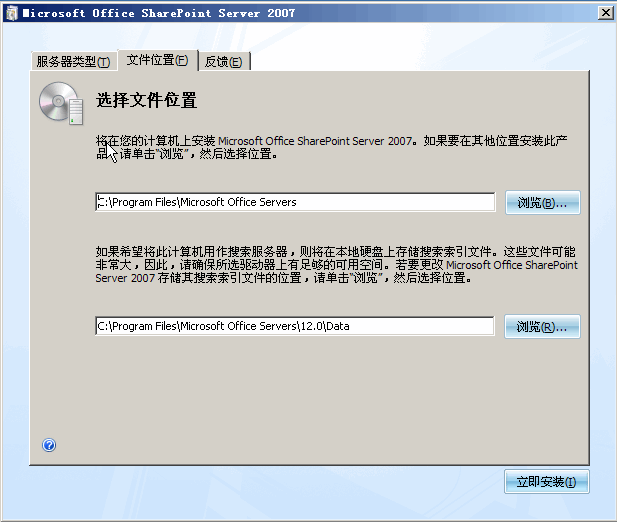 Microsoft Office SharePoint Server 2007
服务器类型(T) 文件位置(F) 反馈(E)
选择文件位置
将在您的计算机上安装 Microsoft Office SharePoint Server 2007。如果要在其他位置安装此产
品，请单击“浏览”，然后选择位置。
C:\Program Files\Microsoft Office Servers 浏览(B)...
如果希望将此计算机用作搜索服务器，则将在本地硬盘上存储搜索索引文件。这些文件可能
非常大，因此，请确保所选驱动器上有足够的可用空间。若要更改 Microsoft Office SharePoint
Server 2007 存储其搜索索引文件的位置，请单击“浏览”，然后选择位置。
C:\Program Files\Microsoft Office Servers\12.0\Data 浏览(R)...
立即安装(I)